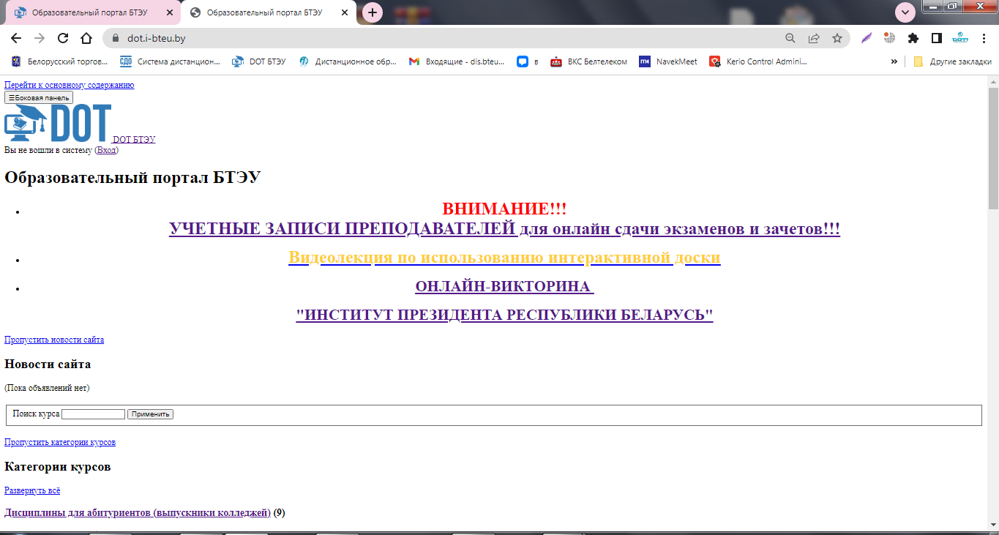 Образовательный портал БТЭУ
Образовательный портал БТЭУ
dot.i-bteu.by
Белорусский торгов...
СДО Система дистанцион...
DOT БТЭУ
Дистанционное обр...
Входящие - dis.bteu...
в
ВКС Белтелеком
NavekMeet
Kerio Control Admini...
»
Другие закладки
Перейти к основному содержанию
☰Боковая панель
DOT DOT БТЭУ
Вы не вошли в систему (Вход)
Образовательный портал БТЭУ
ВНИМАНИЕ!!!
УЧЕТНЫЕ ЗАПИСИ ПРЕПОДАВАТЕЛЕЙ для онлайн сдачи экзаменов и зачетов!!!
Видеолекция по использованию интерактивной доски
ОНЛАЙН-ВИКТОРИНА
"ИНСТИТУТ ПРЕЗИДЕНТА РЕСПУБЛИКИ БЕЛАРУСЬ"
Пропустить новости сайта
Новости сайта
(Пока объявлений нет)
Поиск курса Применить
Пропустить категории курсов
Категории курсов
Развернуть всё
Дисциплины для абитуриентов (выпускники колледжей) (9)